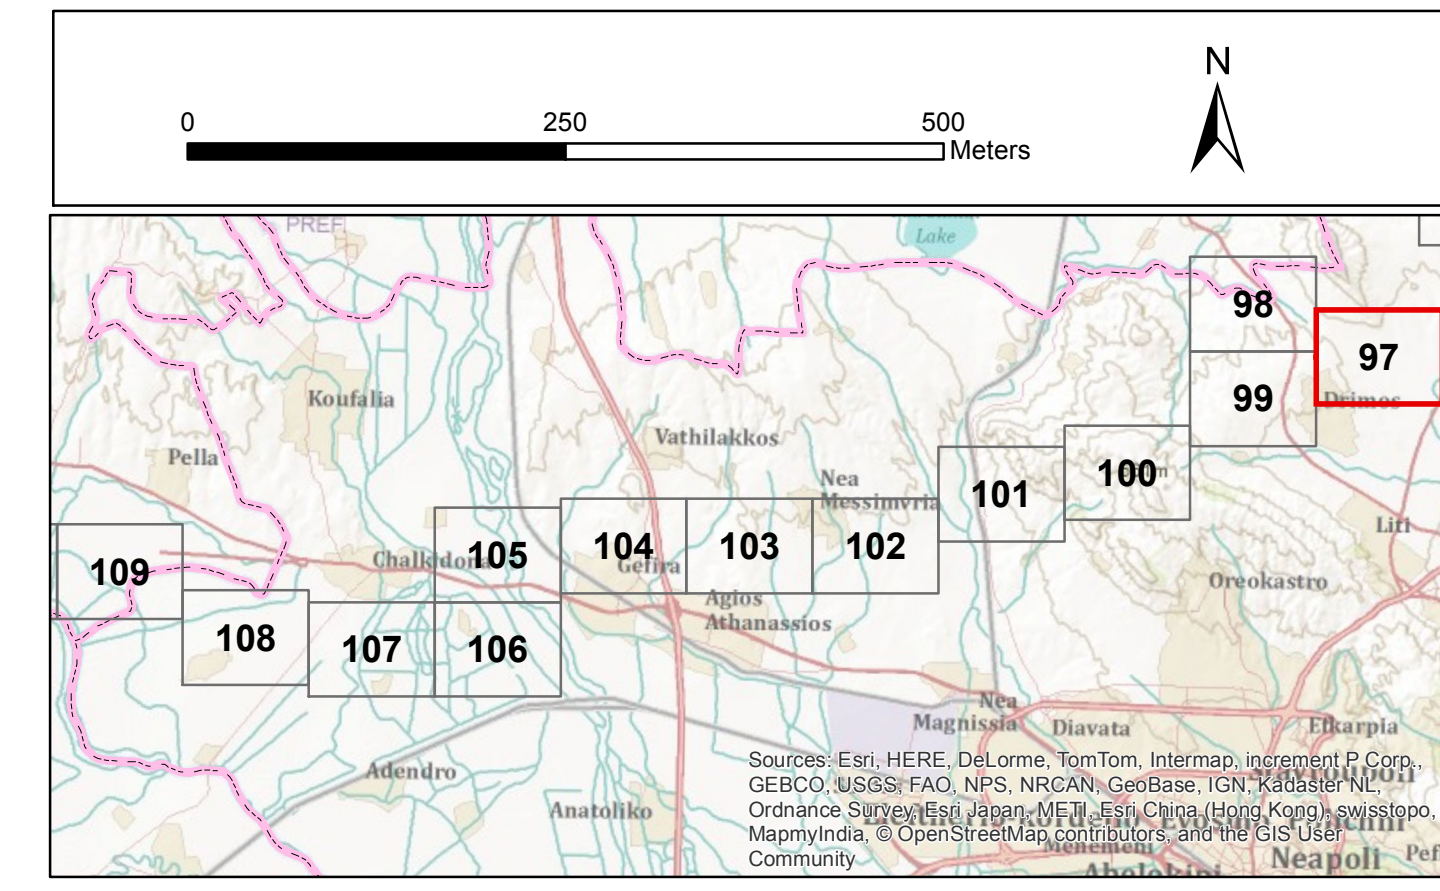 N
0 250 500
Meters
PREF.
Lake
98
97
Koufalia
99
Drimos
Vathilakkos
Pella
100
Nea
Messimvria
101
Liti
105
104
103
102
Chalkidona
Gefira
109
Oreokastro
Agios
Athanassios
108
107
106
Nea
Magnissia
Diavata
Efkarpia
Adendro
Anatoliko
Sources: Esri, HERE, DeLorme, TomTom, Intermap, increment P Corp.,
GEBCO, USGS, FAO, NPS, NRCAN, GeoBase, IGN, Kadaster NL,
Ordnance Survey, Esri Japan, METI, Esri China (Hong Kong), swisstopo,
MapmyIndia, © OpenStreetMap contributors, and the GIS User
Community
Menemeni
Neapoli